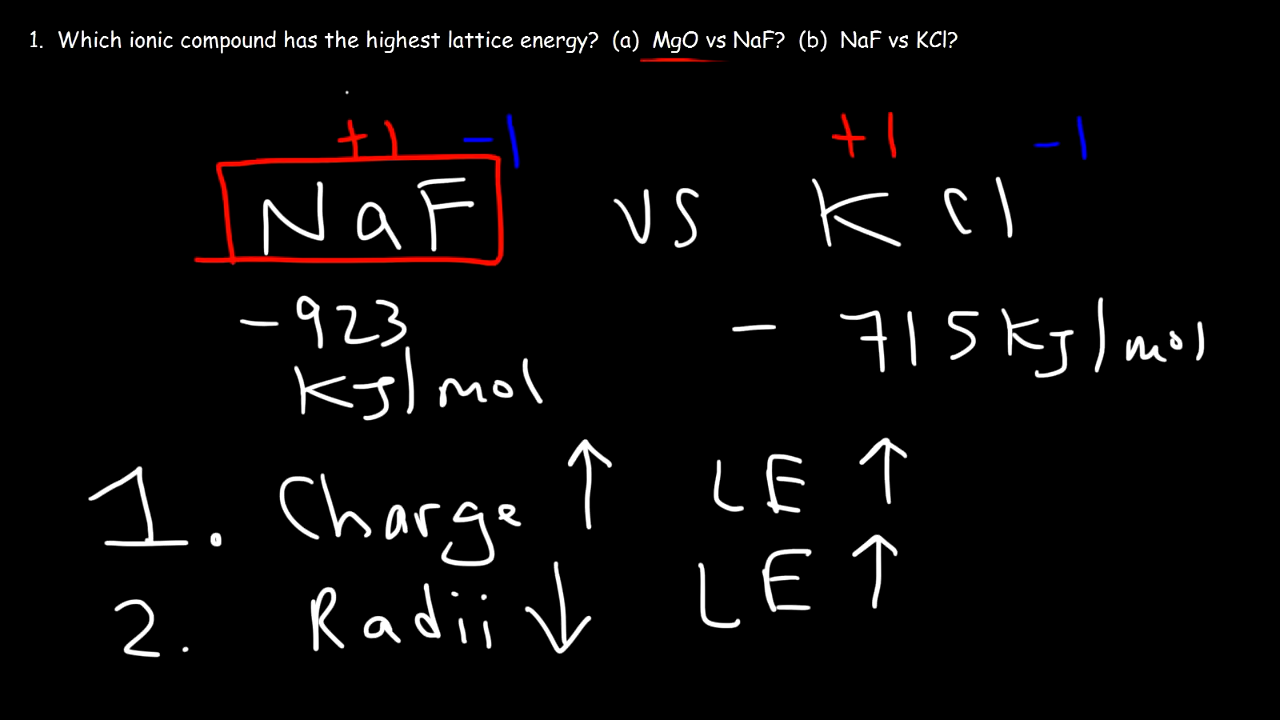 1. Which ionic compound has the highest lattice energy? (a) MgO vs NaF? (b) NaF vs KCl?
+1 -1 +1 -1
NaF vs KCl
-923 - 715 KJ/mol
KJ/mol
1. Charge ↑ LE ↑
2. Radii ↓ LE ↑